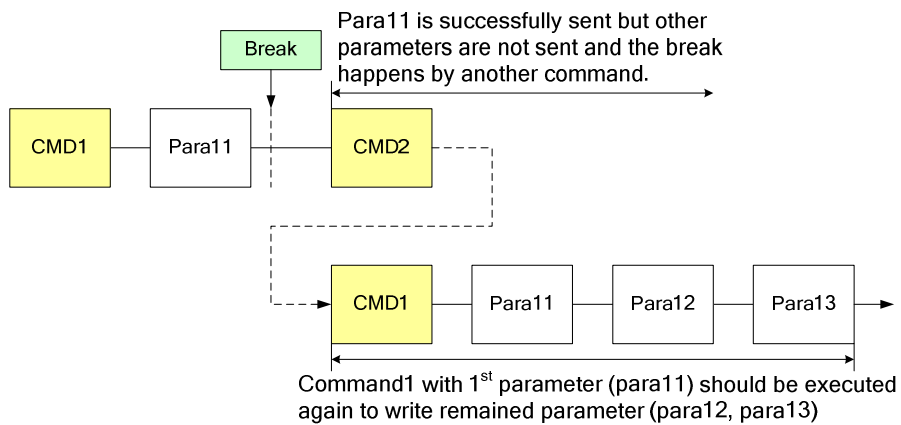 Para11 is successfully sent but other
parameters are not sent and the break
happens by another command.
Break
CMD1
Para11
CMD2
CMD1
Para11
Para12
Para13
Command1 with 1st parameter (para11) should be executed
again to write remained parameter (para12, para13)